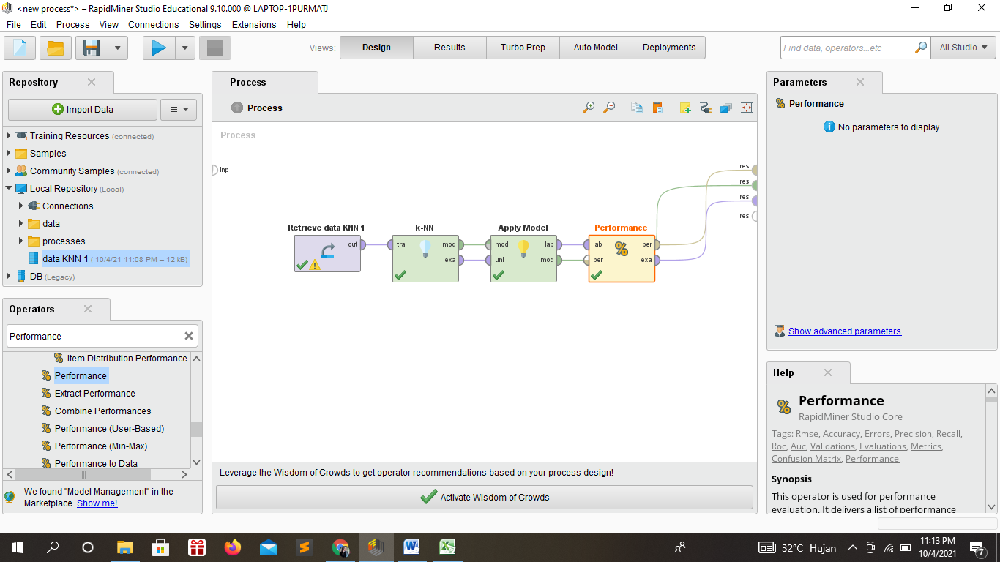 <new process*> – RapidMiner Studio Educational 9.10.000 @ LAPTOP-1PURMATJ
File Edit Process View Connections Settings Extensions Help
Views: Design Results Turbo Prep Auto Model Deployments
Find data, operators...etc
All Studio
Repository
Import Data
Training Resources (connected)
Samples
Community Samples (connected)
Local Repository (Local)
Connections
data
processes
data KNN 1 ( 10/4/21 11:08 PM – 12 kB)
DB (Legacy)
Operators
Performance
Item Distribution Performance
Performance
Extract Performance
Combine Performances
Performance (User-Based)
Performance (Min-Max)
Performance to Data
We found "Model Management" in the
Marketplace. Show me!
Process
Process
Process
inp
res
res
res
res
Retrieve data KNN 1
out
k-NN
tra mod
exa
Apply Model
mod lab
unl mod
Performance
lab per
per exa
Leverage the Wisdom of Crowds to get operator recommendations based on your process design!
Activate Wisdom of Crowds
Parameters
Performance
No parameters to display.
Show advanced parameters
Help
Performance
RapidMiner Studio Core
Tags: Rmse, Accuracy, Errors, Precision, Recall,
Roc, Auc, Validations, Evaluations, Metrics,
Confusion Matrix, Performance
Synopsis
This operator is used for performance
evaluation. It delivers a list of performance
32°C Hujan
11:13 PM
10/4/2021
7